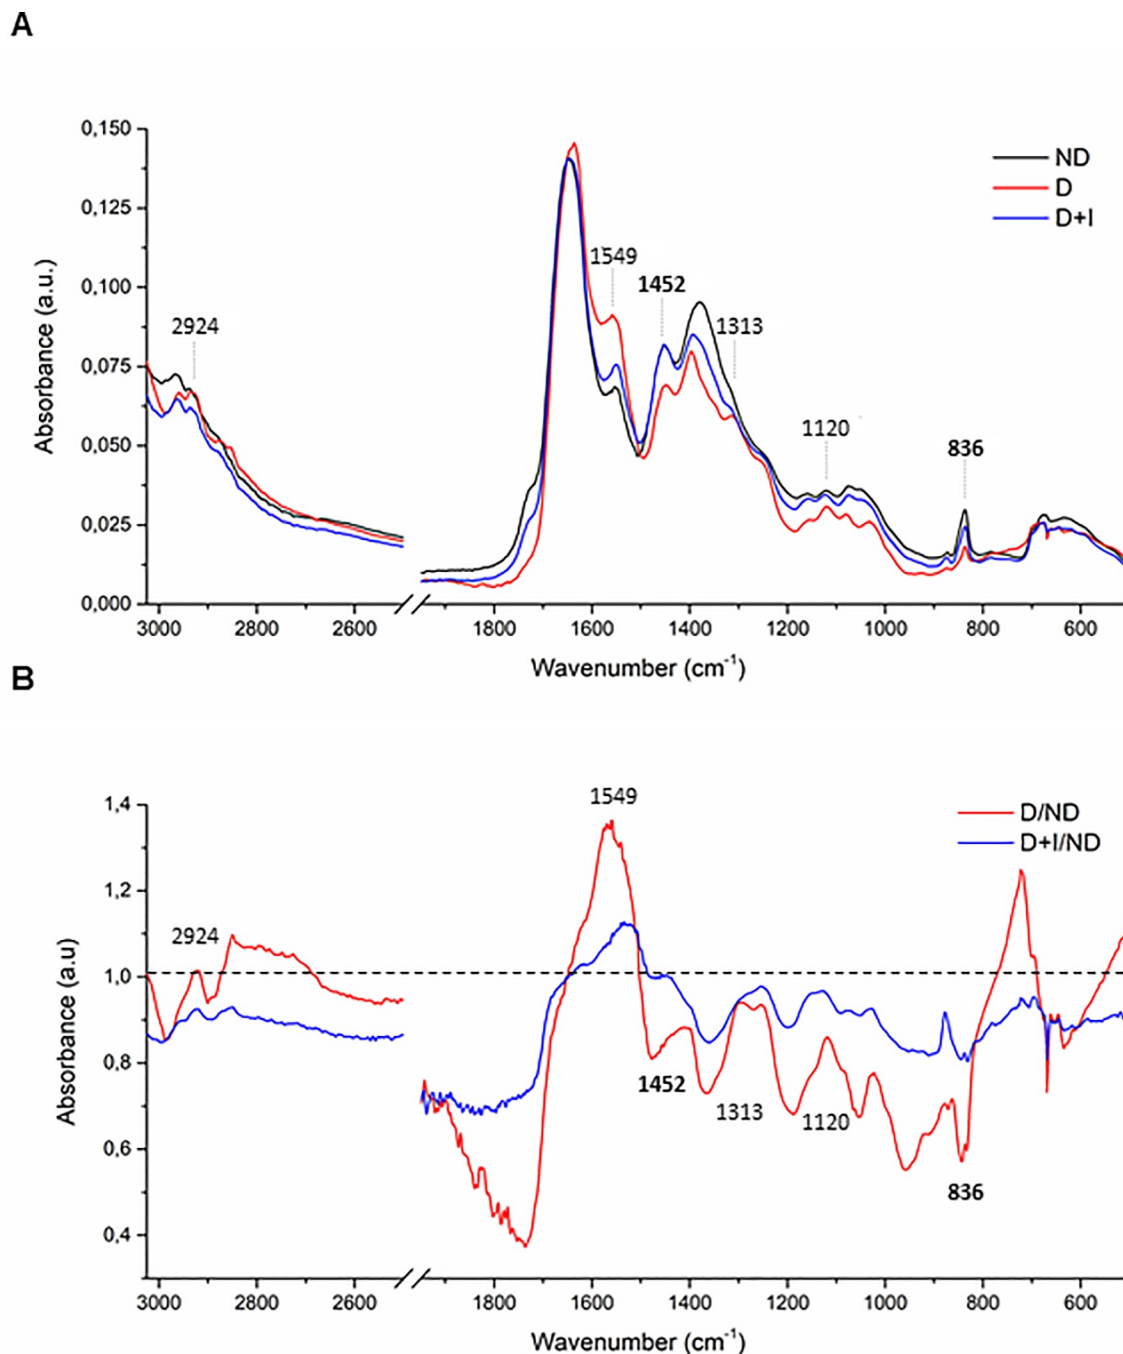 A
0,150
0,125
0,100
0,075
0,050
0,025
0,000
Absorbance (a.u.)
ND
D
D+I
2924
1549
1452
1313
1120
836
3000 2800 2600 1800 1600 1400 1200 1000 800 600
Wavenumber (cm⁻¹)
B
1,4
1,2
1,0
0,8
0,6
0,4
Absorbance (a.u)
D/ND
D+I/ND
2924
1549
1452
1313
1120
836
3000 2800 2600 1800 1600 1400 1200 1000 800 600
Wavenumber (cm⁻¹)